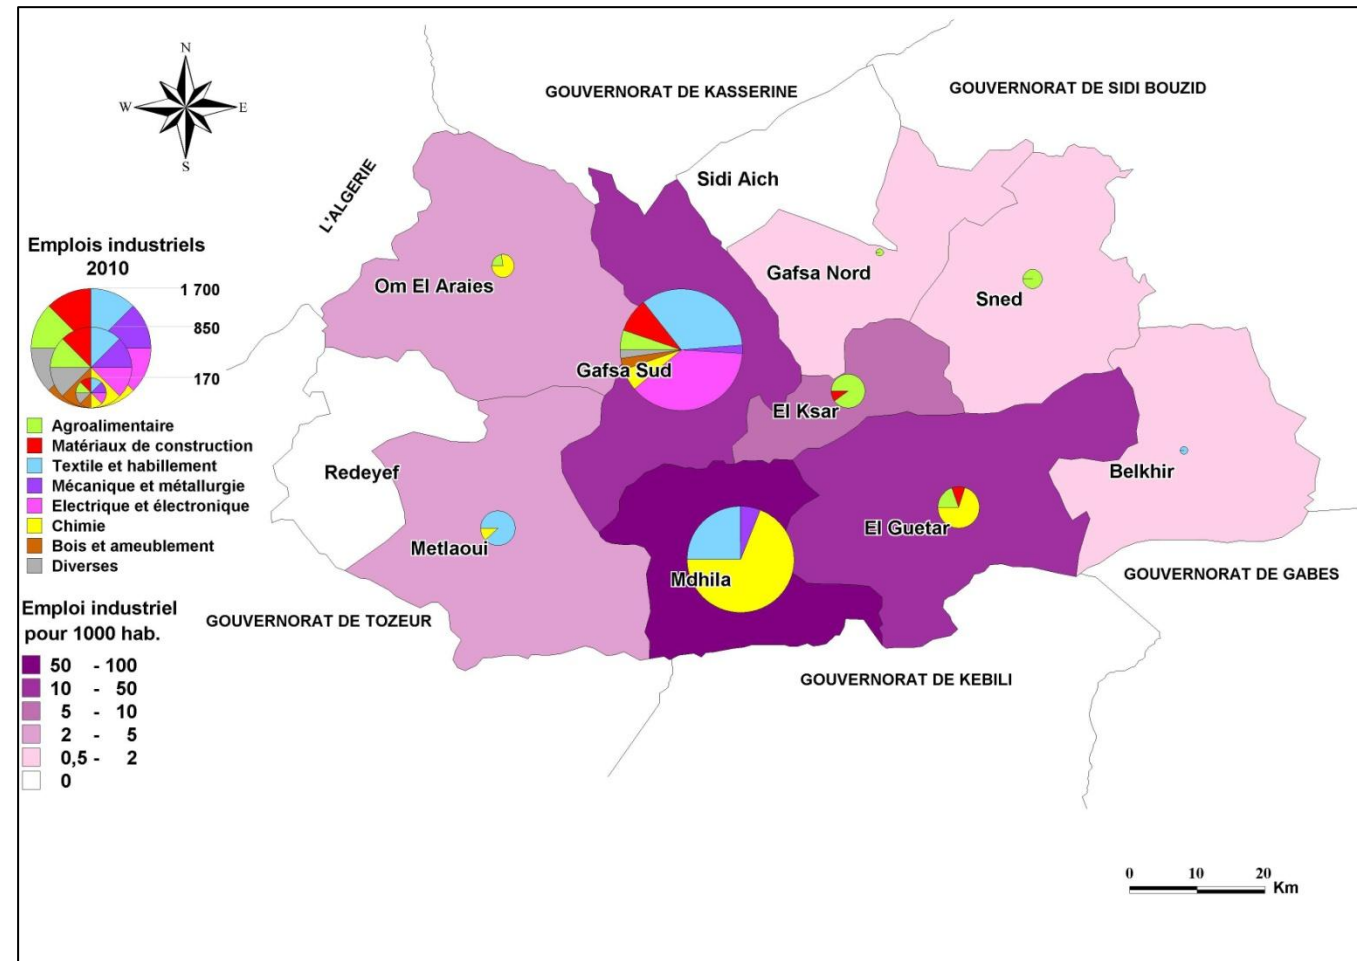 N
W
E
S
GOUVERNORAT DE KASSERINE
GOUVERNORAT DE SIDI BOUZID
L'ALGERIE
Sidi Aich
Om El Araies
Gafsa Nord
Sned
Gafsa Sud
El Ksar
Redeyef
Belkhir
Metlaoui
El Guetar
Mdhila
GOUVERNORAT DE GABES
GOUVERNORAT DE TOZEUR
GOUVERNORAT DE KEBILI
Emplois industriels
2010
1 700
850
170
Agroalimentaire
Matériaux de construction
Textile et habillement
Mécanique et métallurgie
Electrique et électronique
Chimie
Bois et ameublement
Diverses
Emploi industriel
pour 1000 hab.
50 - 100
10 - 50
5 - 10
2 - 5
0,5 - 2
0
0 10 20
Km